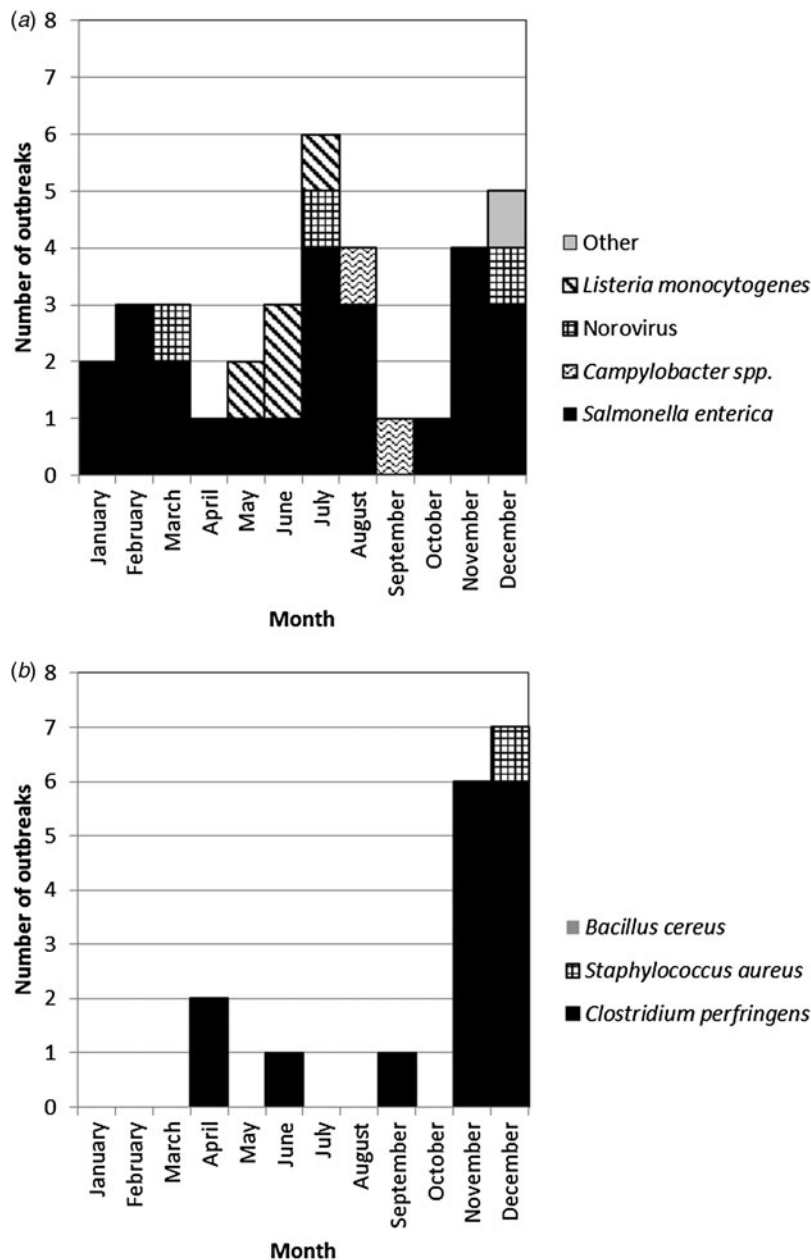 (a)
8
7
6
5
4
3
2
1
0
Number of outbreaks
January
February
March
April
May
June
July
August
September
October
November
December
Month
Other
Listeria monocytogenes
Norovirus
Campylobacter spp.
Salmonella enterica
(b)
8
7
6
5
4
3
2
1
0
Number of outbreaks
January
February
March
April
May
June
July
August
September
October
November
December
Month
Bacillus cereus
Staphylococcus aureus
Clostridium perfringens